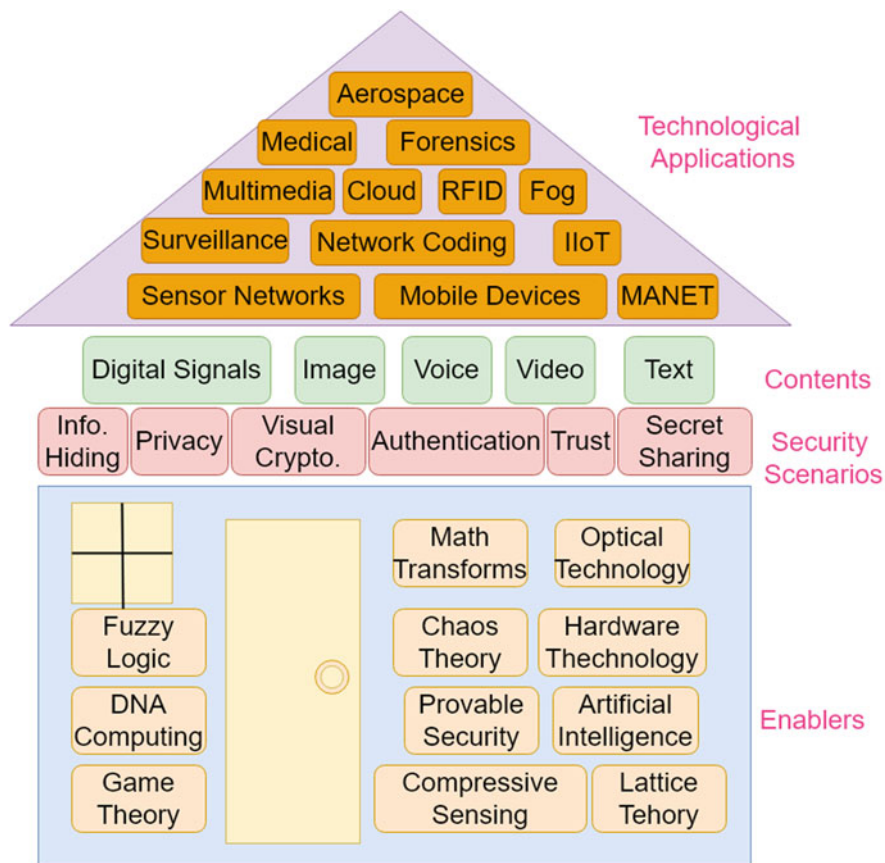 Aerospace
Technological
Applications
Medical
Forensics
Multimedia
Cloud
RFID
Fog
Surveillance
Network Coding
IIoT
Sensor Networks
Mobile Devices
MANET
Digital Signals
Image
Voice
Video
Text
Contents
Info.
Hiding
Privacy
Visual
Crypto.
Authentication
Trust
Secret
Sharing
Security
Scenarios
Math
Transforms
Optical
Technology
Fuzzy
Logic
Chaos
Theory
Hardware
Thechnology
DNA
Computing
Provable
Security
Artificial
Intelligence
Enablers
Game
Theory
Compressive
Sensing
Lattice
Tehory